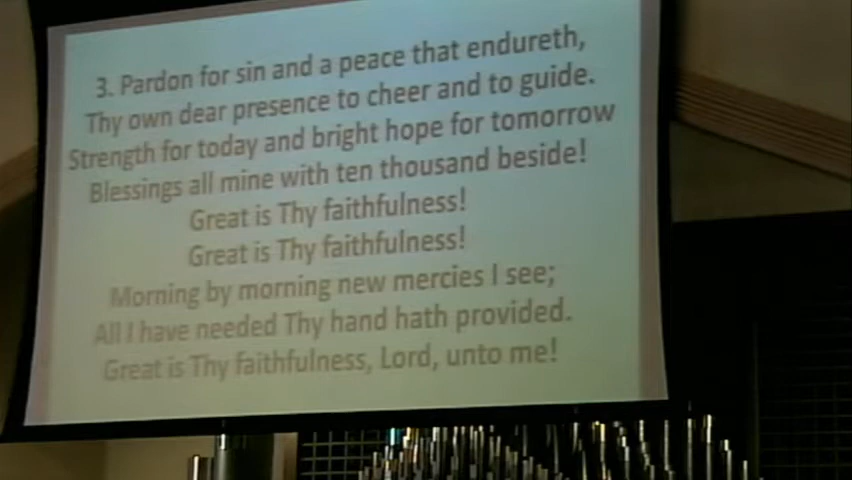 3. Pardon for sin and a peace that endureth,
Thy own dear presence to cheer and to guide.
Strength for today and bright hope for tomorrow
Blessings all mine with ten thousand beside!
Great is Thy faithfulness!
Great is Thy faithfulness!
Morning by morning new mercies I see;
All I have needed Thy hand hath provided.
Great is Thy faithfulness, Lord, unto me!